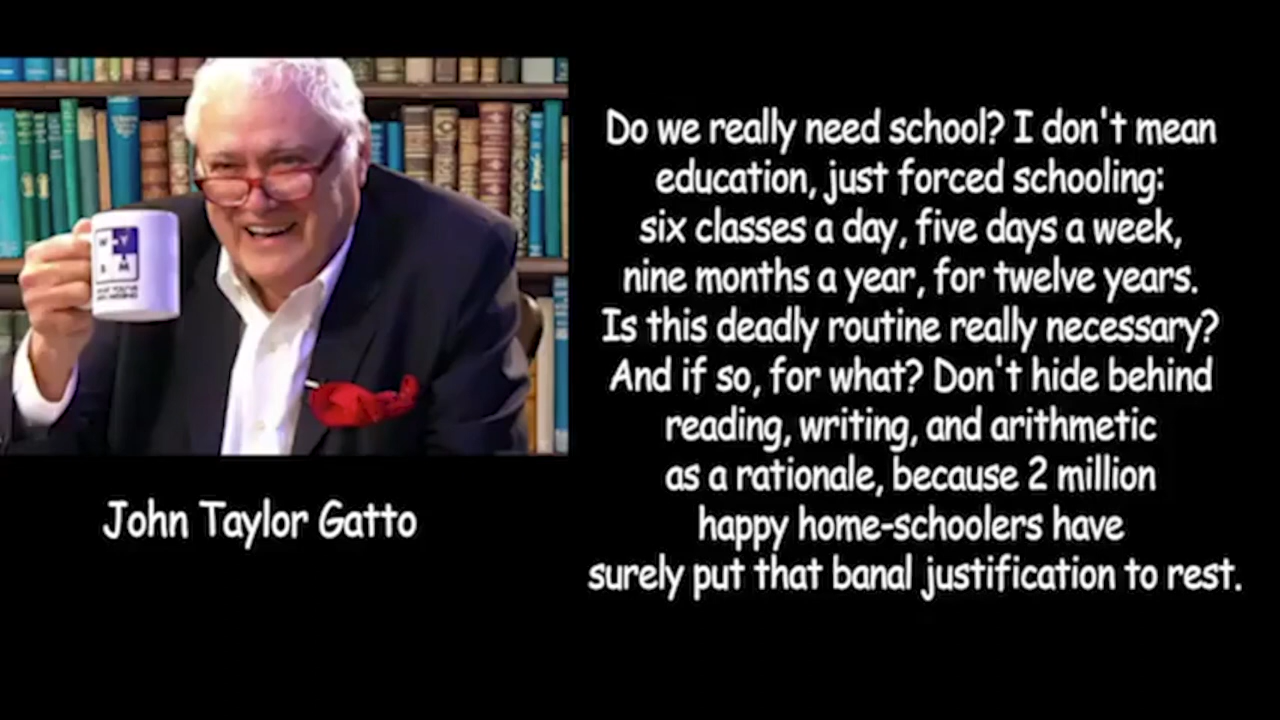 Do we really need school? I don't mean
education, just forced schooling:
six classes a day, five days a week,
nine months a year, for twelve years.
Is this deadly routine really necessary?
And if so, for what? Don't hide behind
reading, writing, and arithmetic
as a rationale, because 2 million
happy home-schoolers have
surely put that banal justification to rest.
John Taylor Gatto